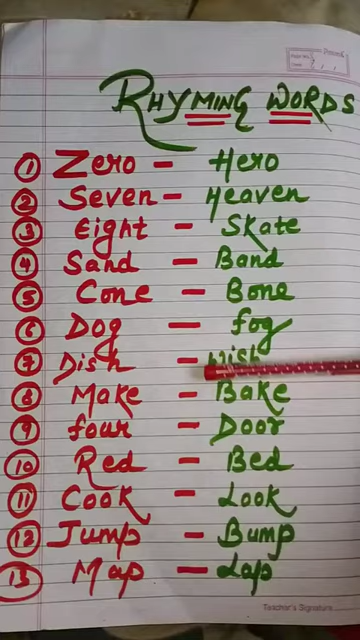 RHYMING WORDS
① Zero — Hero
② Seven — Heaven
③ Eight — Skate
④ Sand — Band
⑤ Cone — Bone
⑥ Dog — fog
⑦ Dish — Wish
⑧ Make — Bake
⑨ four — Door
⑩ Red — Bed
⑪ Cook — Look
⑫ Jump — Bump
⑬ Map — Lap
Teacher's Signature